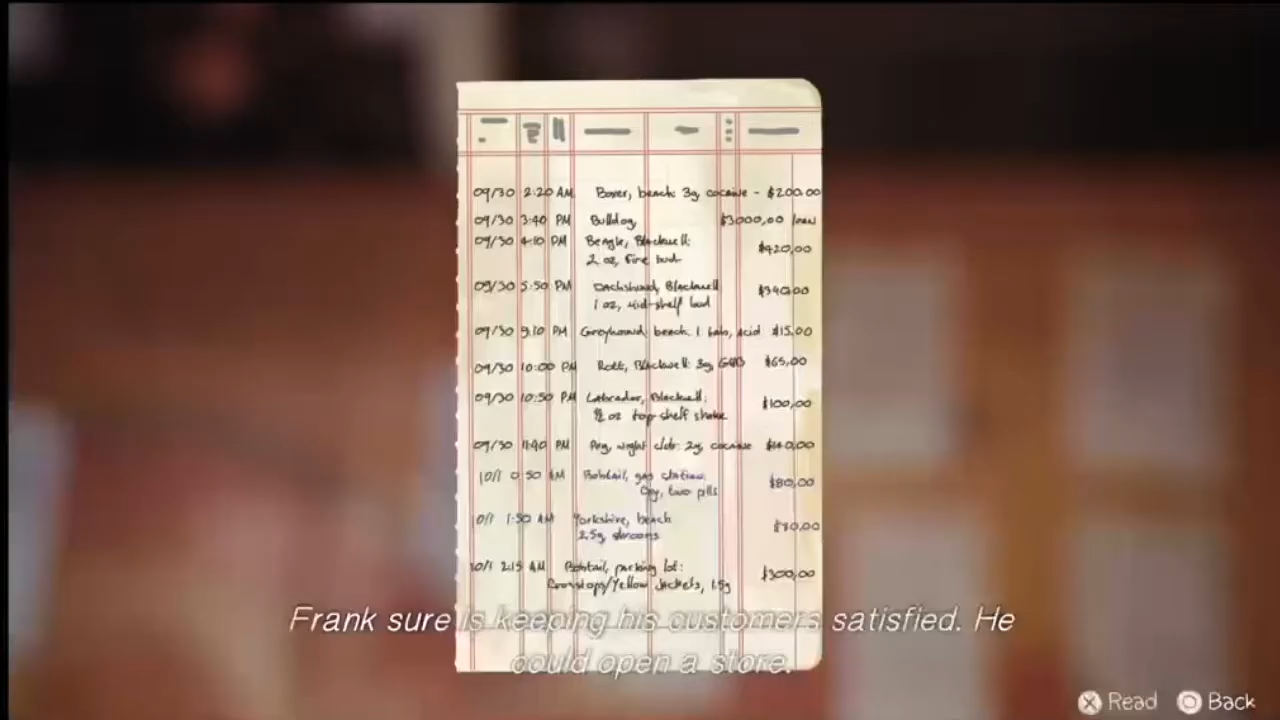 09/30 2:20 AM Boxer, beach: 3g, cocaine - $200.00
09/30 3:40 PM Bulldog, $3000,00 loan
09/30 4:10 PM Beagle, Blackwell: $420,00
2 oz, fire bud
09/30 5:50 PM Dachshund, Blackwell $340,00
1 oz, mid-shelf bud
09/30 9:10 PM Greyhound, beach: 1 tab, acid $15.00
09/30 10:00 PM Rott, Blackwell: 3g, GHB $65,00
09/30 10:50 PM Labrador, Blackwell: $100,00
oz top shelf shake
09/30 11:40 PM night club: 2g, cocaine $140,00
10/1 0:50 AM Bobtail, gas station: $80,00
Oxy, two pills
10/1 1:30 AM Yorkshire, beach
2.5g, shrooms
10/1 2:15 AM Bobtail, parking lot: $300,00
/Yellow Jackets, 1.5g
Frank sure is keeping his customers satisfied. He
could open a store.
Read Back